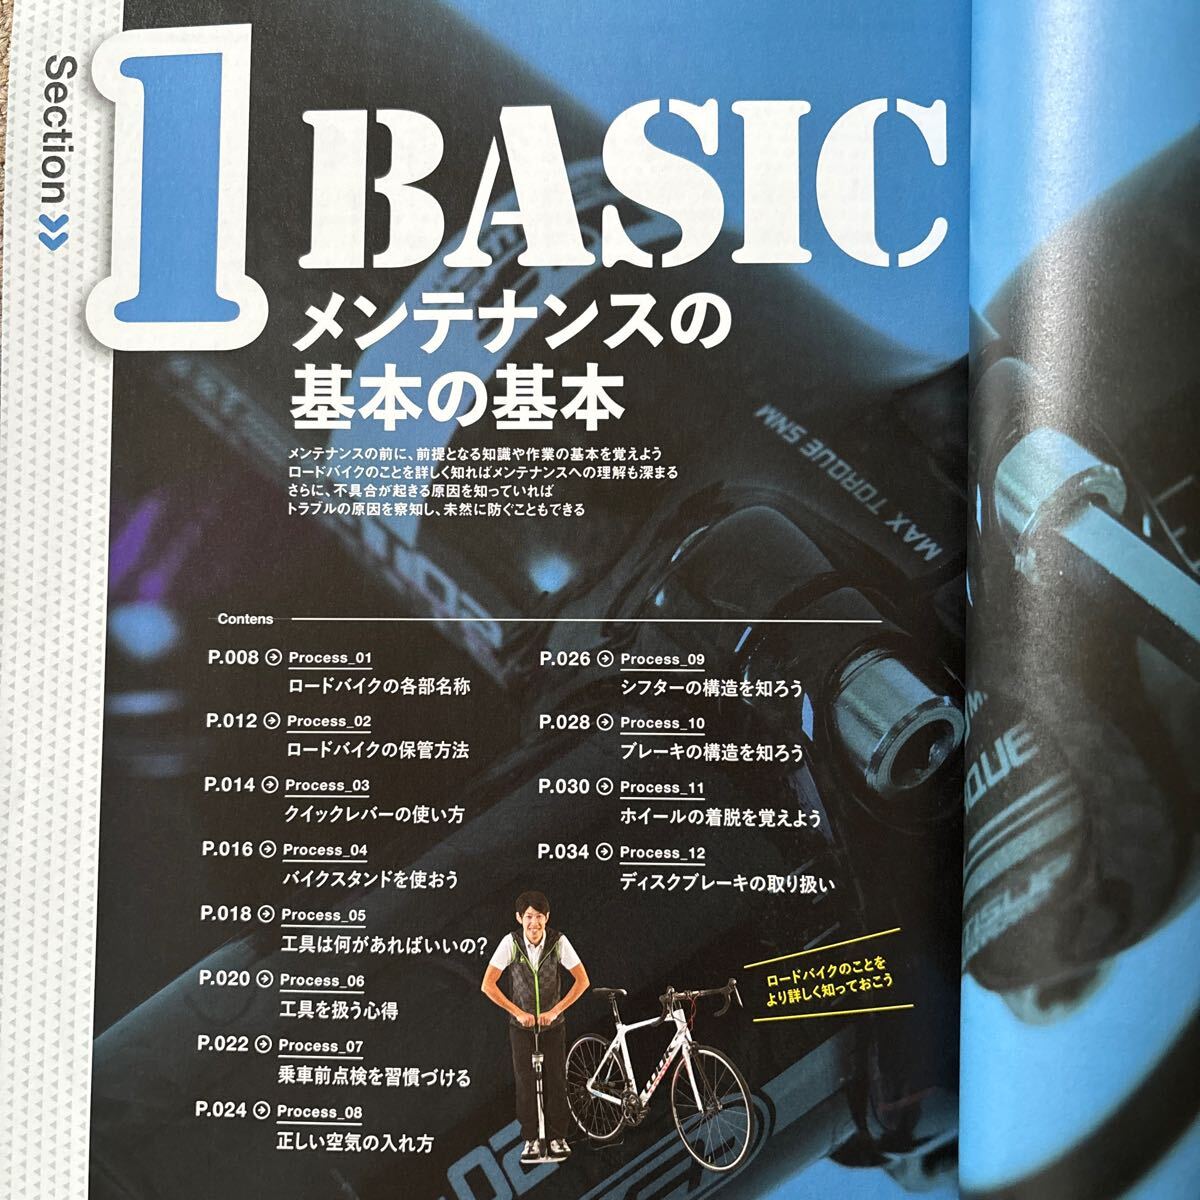 Section
1 BASIC
メンテナンスの
基本の基本
メンテナンスの前に、前提となる知識や作業の基本を覚えよう
ロードバイクのことを詳しく知ればメンテナンスへの理解も深まる
さらに、不具合が起きる原因を知っていれば
トラブルの原因を察知し、未然に防ぐこともできる
MAX TORQUE 5NM
Contens
P.008 Process_01
ロードバイクの各部名称
P.012 Process_02
ロードバイクの保管方法
P.014 Process_03
クイックレバーの使い方
P.016 Process_04
バイクスタンドを使おう
P.018 Process_05
工具は何があればいいの?
P.020 Process_06
工具を扱う心得
P.022 Process_07
乗車前点検を習慣づける
P.024 Process_08
正しい空気の入れ方
P.026 Process_09
シフターの構造を知ろう
P.028 Process_10
ブレーキの構造を知ろう
P.030 Process_11
ホイールの着脱を覚えよう
P.034 Process_12
ディスクブレーキの取り扱い
ロードバイクのことを
より詳しく知っておこう
LOOK